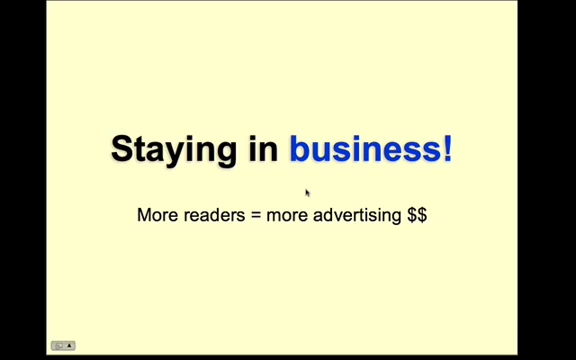 Staying in business!
More readers = more advertising $$